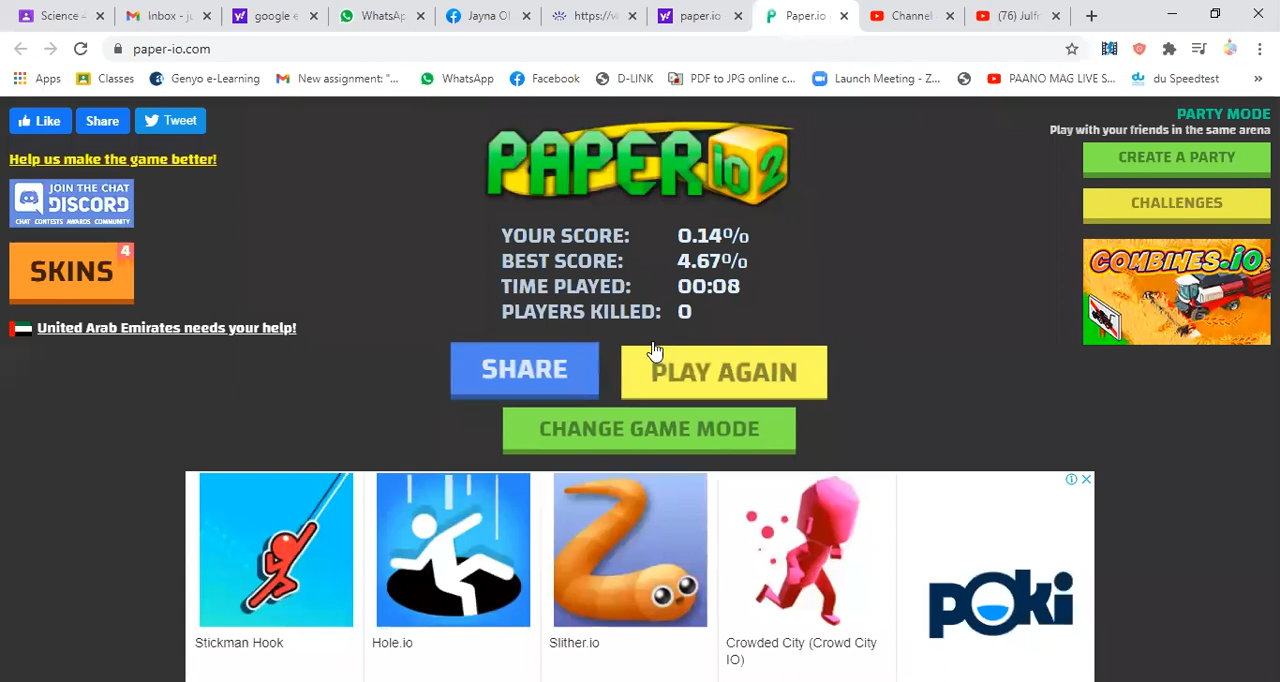 Science 4
Inbox - ju
google e
WhatsAp
Jayna O
https://vi
paper.io
Paper.io
Channel
(76) Julfr
paper-io.com
Apps
Classes
Genyo e-Learning
New assignment: "...
WhatsApp
Facebook
D-LINK
PDF to JPG online c...
Launch Meeting - Z...
PAANO MAG LIVE S...
du Speedtest
»
Like
Share
Tweet
Help us make the game better!
JOIN THE CHAT
DISCORD
CHAT CONTESTS AWARDS COMMUNITY
SKINS
4
United Arab Emirates needs your help!
PAPER io 2
YOUR SCORE: 0.14%
BEST SCORE: 4.67%
TIME PLAYED: 00:08
PLAYERS KILLED: 0
SHARE
PLAY AGAIN
CHANGE GAME MODE
PARTY MODE
Play with your friends in the same arena
CREATE A PARTY
CHALLENGES
COMBINES.IO
Stickman Hook
Hole.io
Slither.io
Crowded City (Crowd City
IO)
POKi